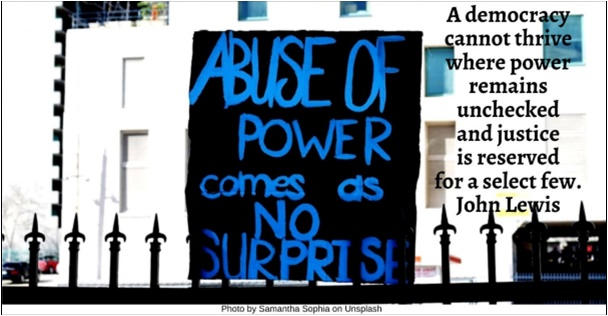 ABUSE OF
POWER
comes as
NO
SURPRISE
A democracy
cannot thrive
where power
remains
unchecked
and justice
is reserved
for a select few.
John Lewis
Photo by Samantha Sophia on Unsplash